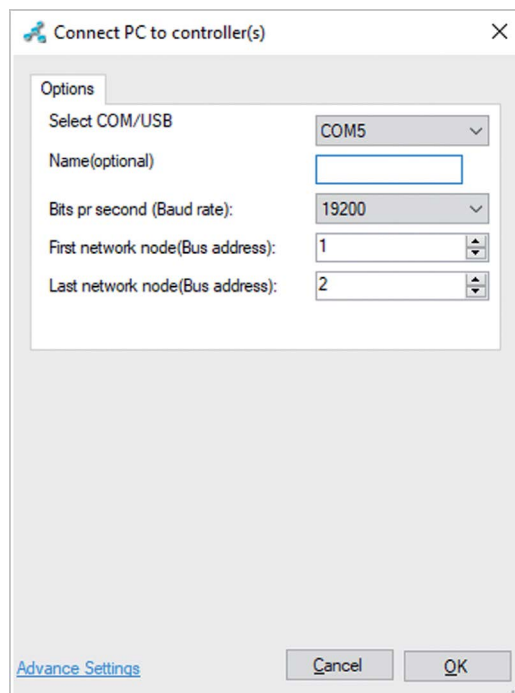 Connect PC to controller(s)
Options
Select COM/USB COM5
Name(optional)
Bits pr second (Baud rate): 19200
First network node(Bus address): 1
Last network node(Bus address): 2
Advance Settings Cancel OK